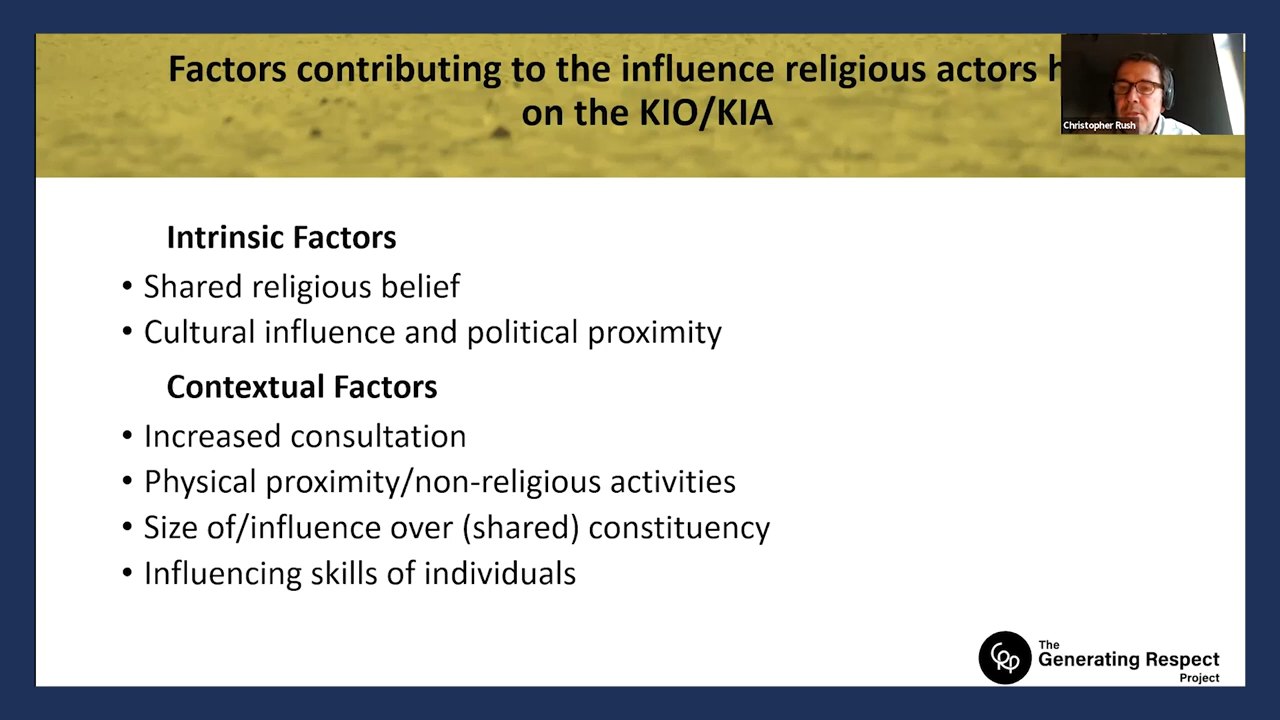 Factors contributing to the influence religious actors
on the KIO/KIA
Christopher Rush
Intrinsic Factors
• Shared religious belief
• Cultural influence and political proximity
Contextual Factors
• Increased consultation
• Physical proximity/non-religious activities
• Size of/influence over (shared) constituency
• Influencing skills of individuals
GRP
The
Generating Respect
Project